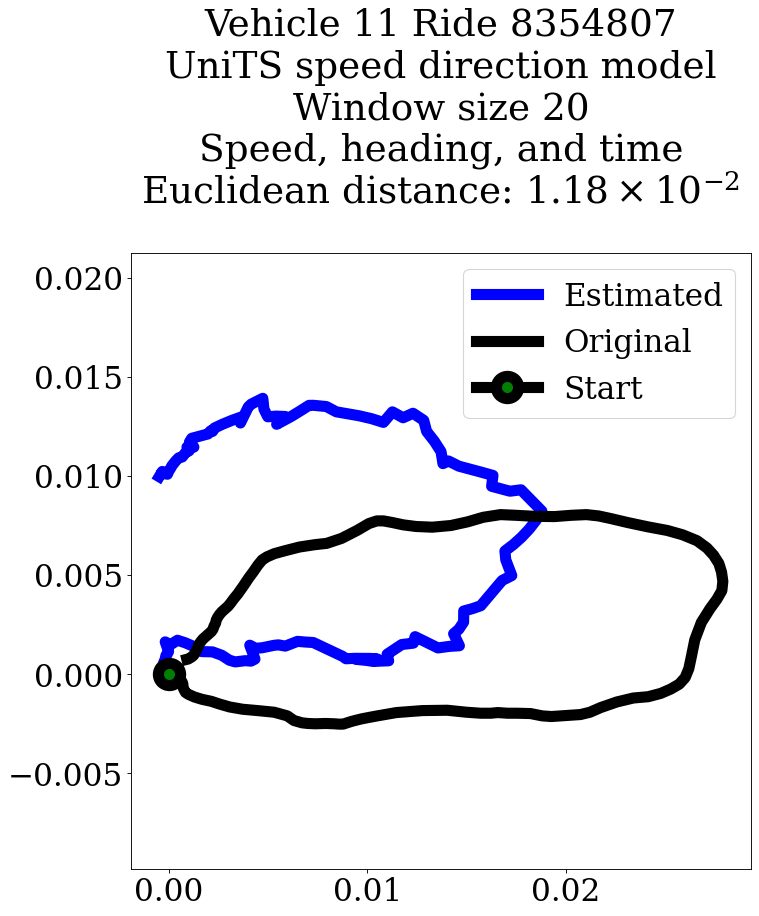 Vehicle 11 Ride 8354807
UniTS speed direction model
Window size 20
Speed, heading, and time
Euclidean distance: 1.18 × 10⁻²
Estimated
Original
Start
0.020
0.015
0.010
0.005
0.000
−0.005
0.00 0.01 0.02